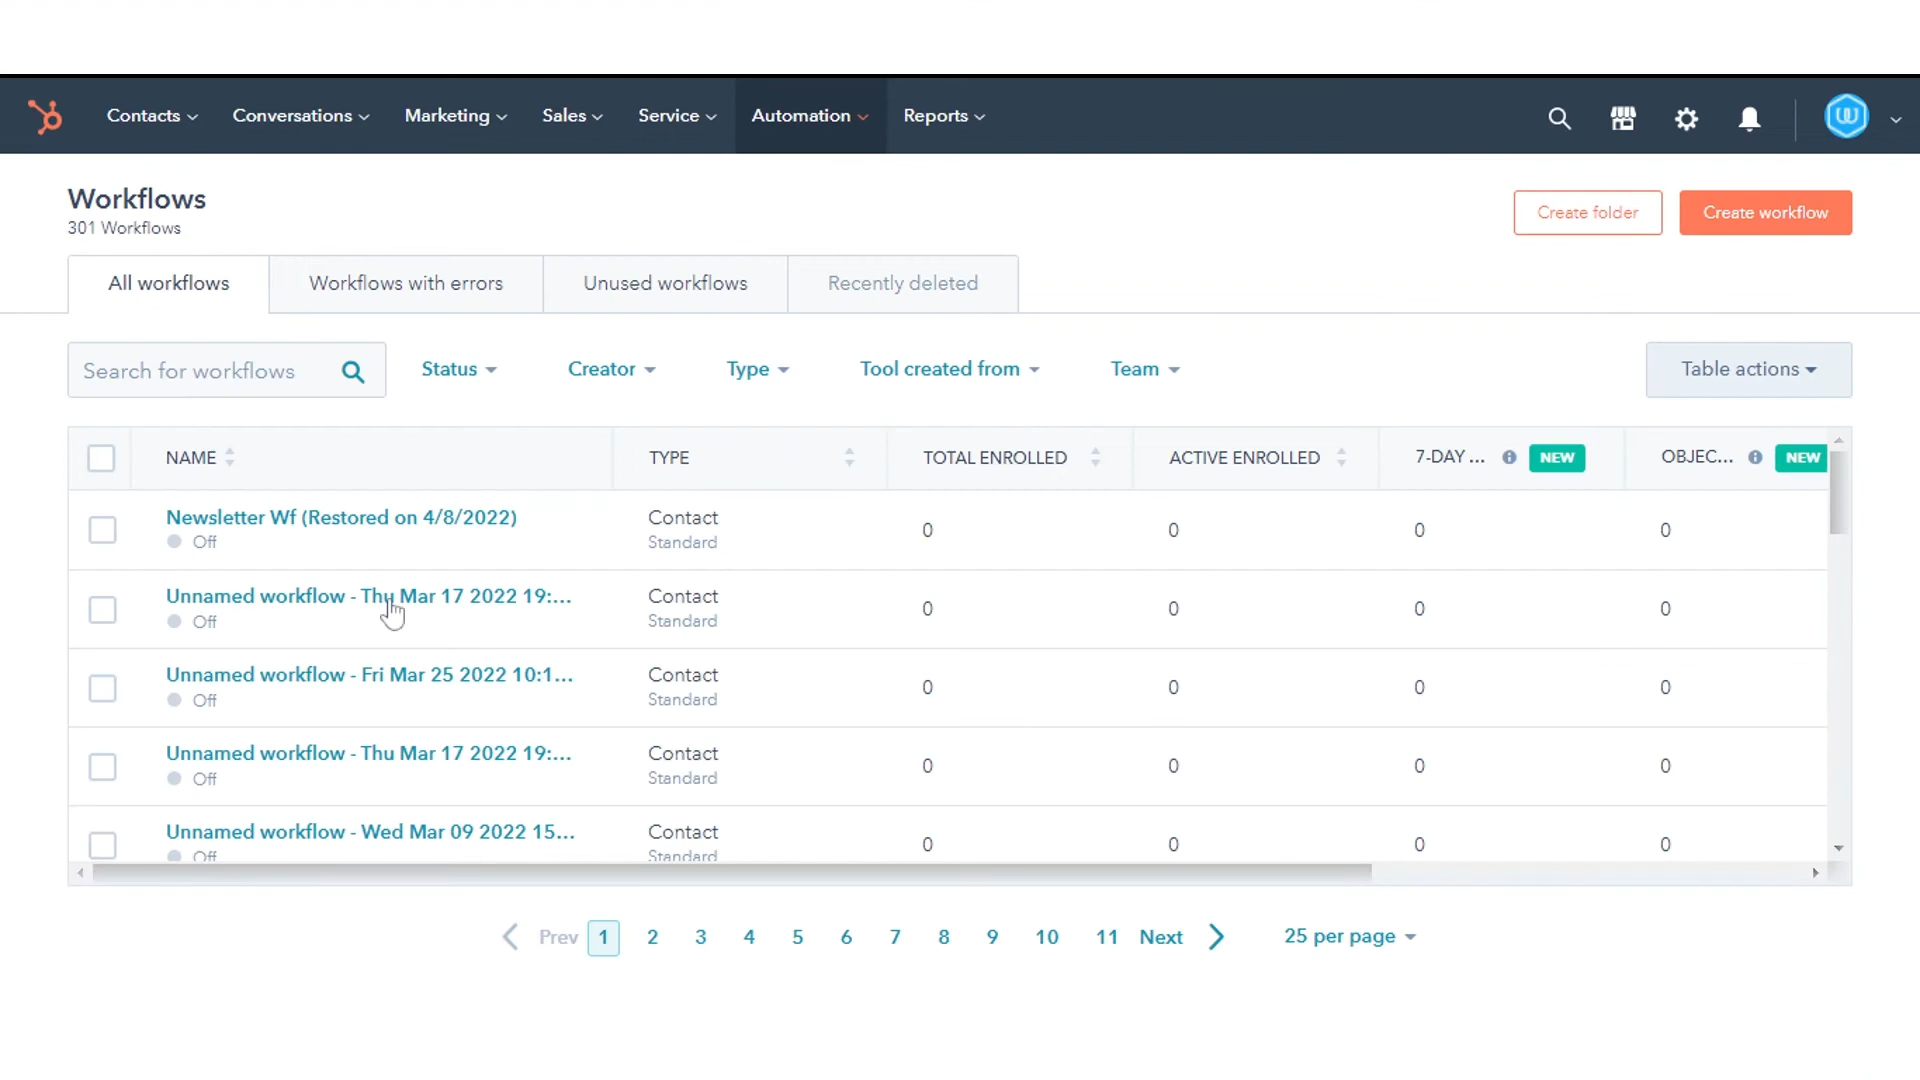 Contacts Conversations Marketing Sales Service Automation Reports
Workflows
301 Workflows
Create folder Create workflow
All workflows Workflows with errors Unused workflows Recently deleted
Search for workflows Status Creator Type Tool created from Team Table actions
NAME TYPE TOTAL ENROLLED ACTIVE ENROLLED 7-DAY ... NEW OBJEC... NEW
Newsletter Wf (Restored on 4/8/2022) Contact
Off Standard 0 0 0 0
Unnamed workflow - Thu Mar 17 2022 19:... Contact
Off Standard 0 0 0 0
Unnamed workflow - Fri Mar 25 2022 10:1... Contact
Off Standard 0 0 0 0
Unnamed workflow - Thu Mar 17 2022 19:... Contact
Off Standard 0 0 0 0
Unnamed workflow - Wed Mar 09 2022 15... Contact
Off Standard 0 0 0 0
Prev 1 2 3 4 5 6 7 8 9 10 11 Next 25 per page